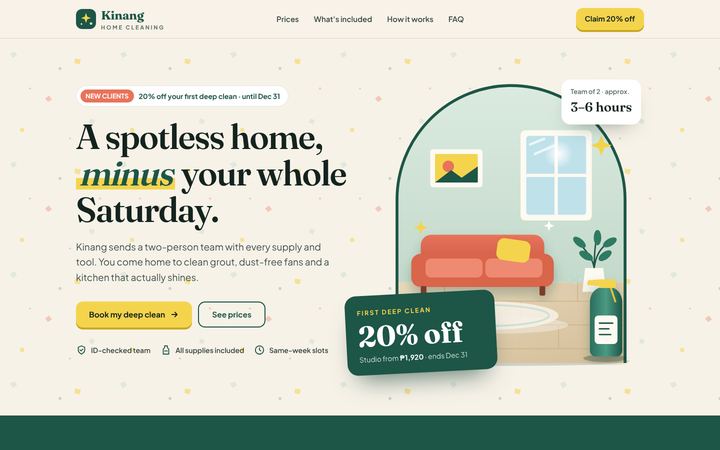 Kinang
HOME CLEANING
Prices
What's included
How it works
FAQ
Claim 20% off
NEW CLIENTS
20% off your first deep clean · until Dec 31
A spotless home,
minus your whole
Saturday.
Kinang sends a two-person team with every supply and
tool. You come home to clean grout, dust-free fans and a
kitchen that actually shines.
Book my deep clean →
See prices
ID-checked team
All supplies included
Same-week slots
Team of 2 · approx.
3–6 hours
FIRST DEEP CLEAN
20% off
Studio from ₱1,920 · ends Dec 31